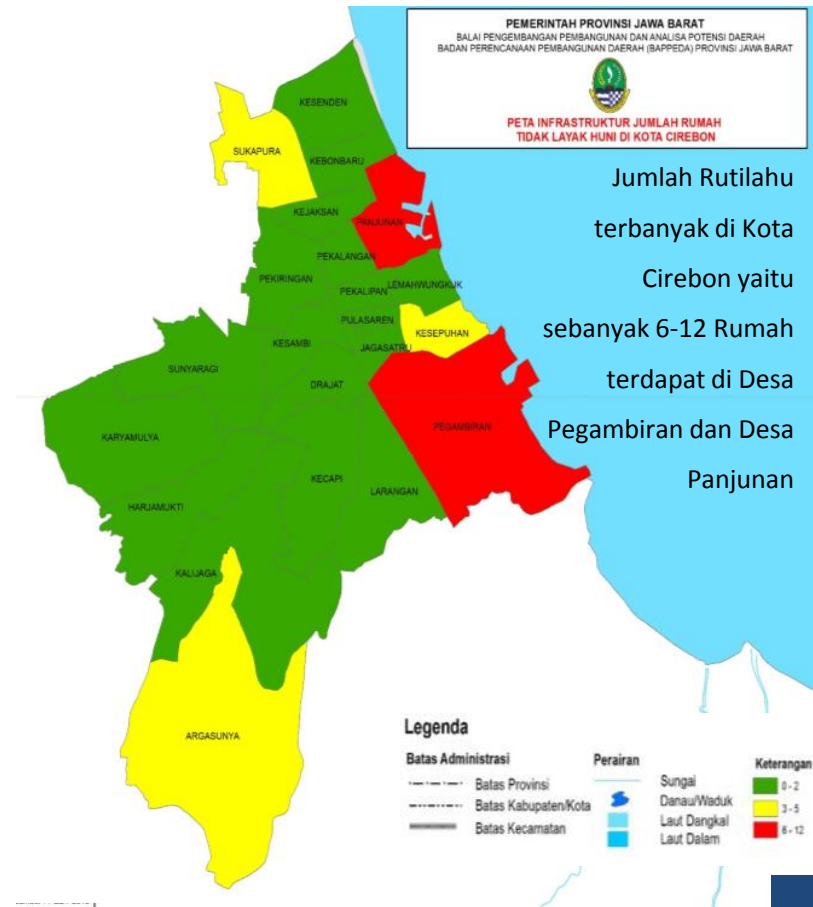 PEMERINTAH PROVINSI JAWA BARAT
BALAI PENGEMBANGAN PEMBANGUNAN DAN ANALISA POTENSI DAERAH
BADAN PERENCANAAN PEMBANGUNAN DAERAH (BAPPEDA) PROVINSI JAWA BARAT
PETA INFRASTRUKTUR JUMLAH RUMAH
TIDAK LAYAK HUNI DI KOTA CIREBON
Jumlah Rutilahu
terbanyak di Kota
Cirebon yaitu
sebanyak 6-12 Rumah
terdapat di Desa
Pegambiran dan Desa
Panjunan
KESENDEN
SUKAPURA
KEBONBARU
KEJAKSAN
PANJUNAN
PEKALANGAN
PEKIRINGAN
PEKALIPAN
LEMAHWUNGKUK
PULASAREN
KESEPUHAN
KESAMBI
JAGASATRU
SUNYARAGI
DRAJAT
PEGAMBIRAN
KARYAMULYA
KECAPI
LARANGAN
HARJAMUKTI
KALIJAGA
ARGASUNYA
Legenda
Batas Administrasi
Batas Provinsi
Batas Kabupaten/Kota
Batas Kecamatan
Perairan
Sungai
Danau/Waduk
Laut Dangkal
Laut Dalam
Keterangan
0 - 2
3 - 5
6 - 12